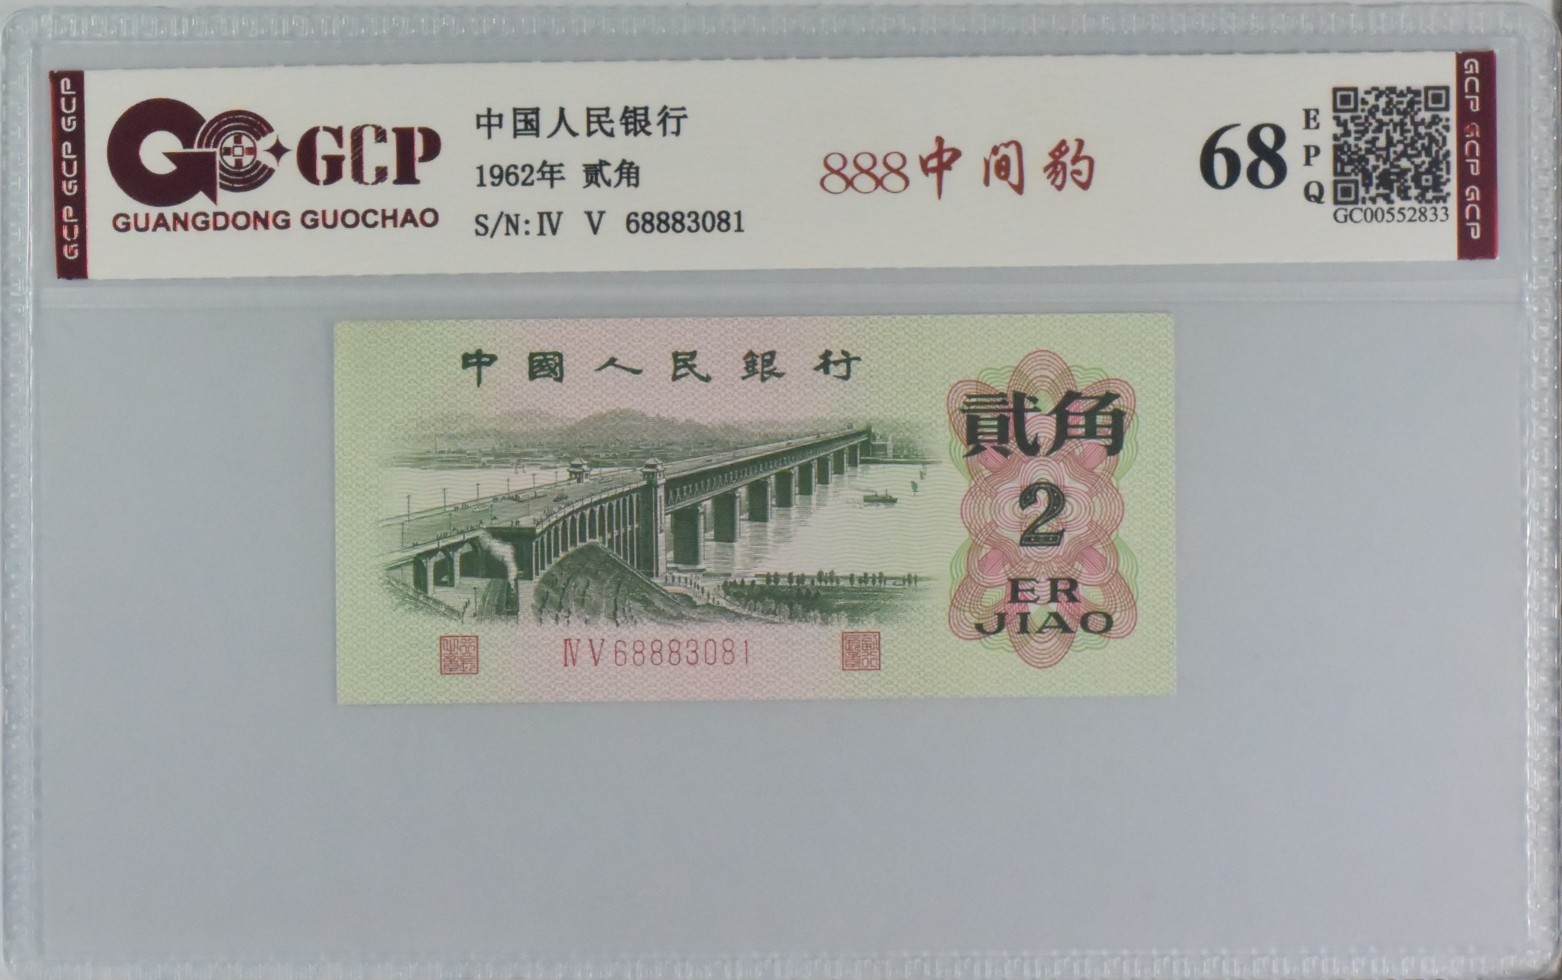 GCP GCP GCP
GCP
GUANGDONG GUOCHAO
中国人民银行
1962年 贰角
S/N:Ⅳ Ⅴ 68883081
888中间豹
68
EPQ
GC00552833
GCP GCP GCP
中國人民銀行
貳角
2
ER
JIAO
ⅣⅤ68883081